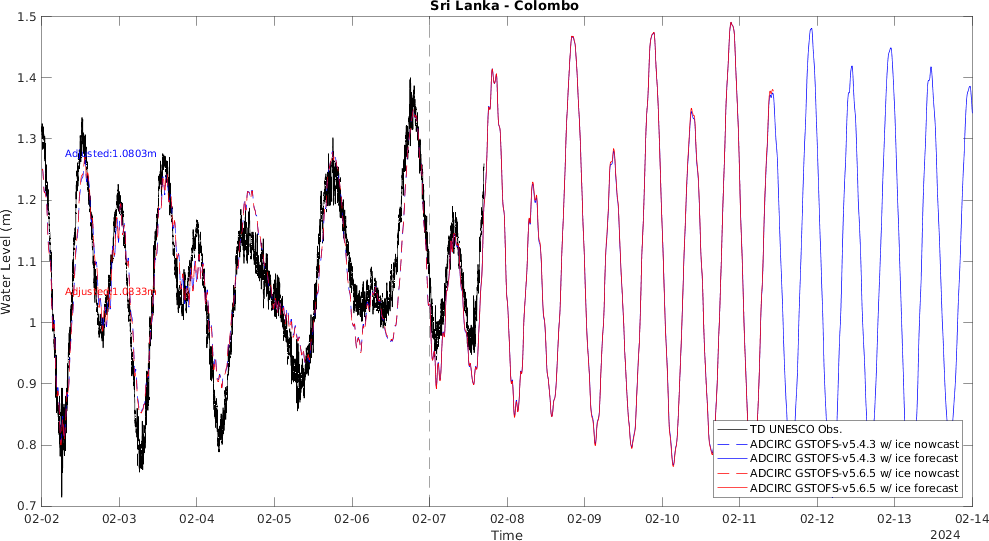 Sri Lanka - Colombo
1.5
1.4
1.3
1.2
1.1
1
0.9
0.8
0.7
Water Level (m)
Adjusted:1.0803m
Adjusted:1.0333m
TD UNESCO Obs.
ADCIRC GSTOFS-v5.4.3 w/ ice nowcast
ADCIRC GSTOFS-v5.4.3 w/ ice forecast
ADCIRC GSTOFS-v5.6.5 w/ ice nowcast
ADCIRC GSTOFS-v5.6.5 w/ ice forecast
02-02 02-03 02-04 02-05 02-06 02-07 02-08 02-09 02-10 02-11 02-12 02-13 02-14
Time
2024